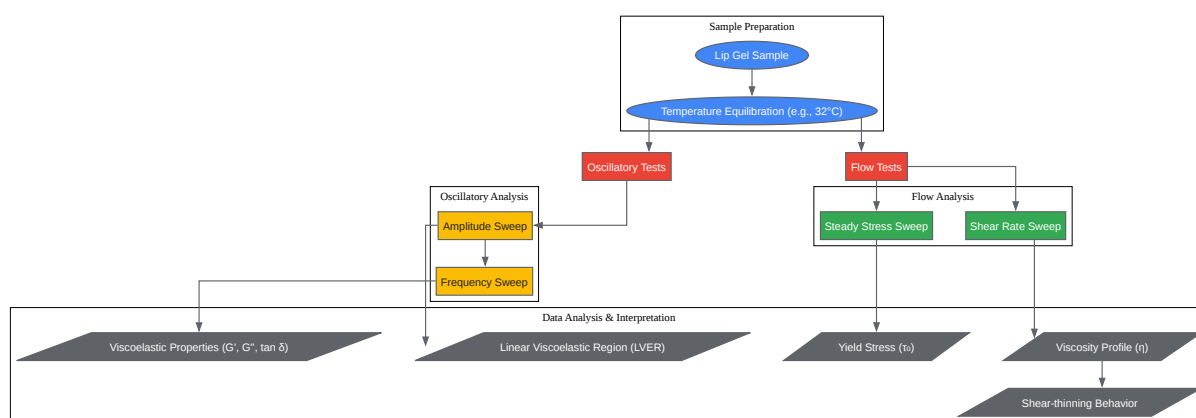 Sample Preparation
Lip Gel Sample
Temperature Equilibration (e.g., 32°C)
Oscillatory Tests
Flow Tests
Oscillatory Analysis
Flow Analysis
Amplitude Sweep
Steady Stress Sweep
Shear Rate Sweep
Frequency Sweep
Data Analysis & Interpretation
Viscoelastic Properties (G', G'', tan δ)
Linear Viscoelastic Region (LVER)
Yield Stress (τ₀)
Viscosity Profile (η)
Shear-thinning Behavior